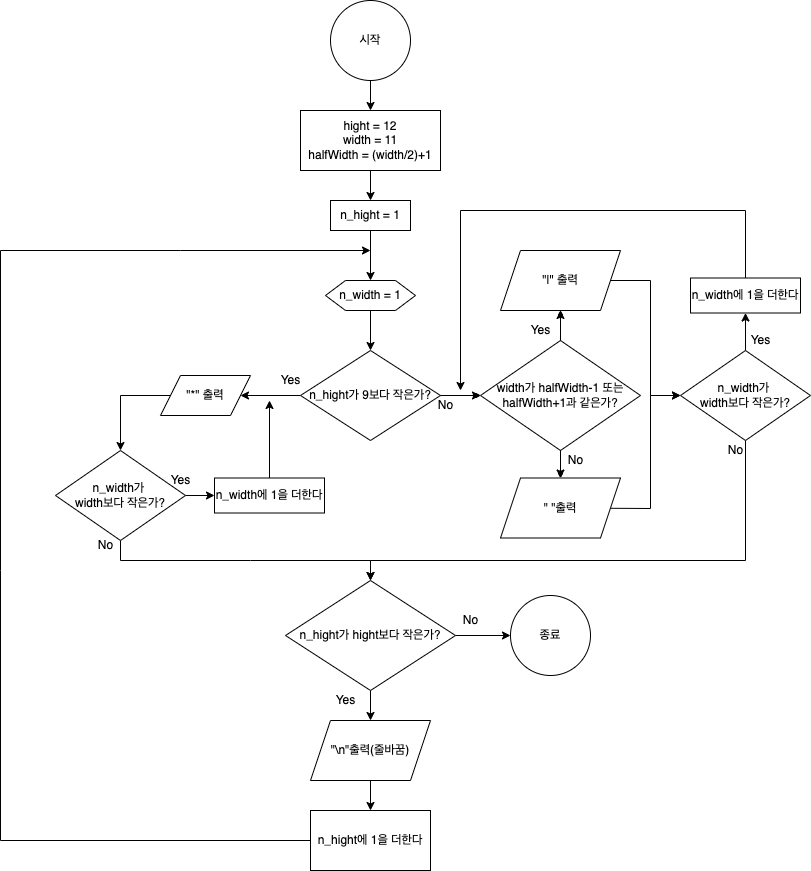 시작
hight = 12
width = 11
halfWidth = (width/2)+1
n_hight = 1
n_width = 1
n_hight가 9보다 작은가?
Yes
No
"*" 출력
n_width가
width보다 작은가?
Yes
No
n_width에 1을 더한다
width가 halfWidth-1 또는
halfWidth+1과 같은가?
Yes
No
"|" 출력
" "출력
n_width가
width보다 작은가?
Yes
No
n_width에 1을 더한다
n_hight가 hight보다 작은가?
No
종료
Yes
"\n"출력(줄바꿈)
n_hight에 1을 더한다